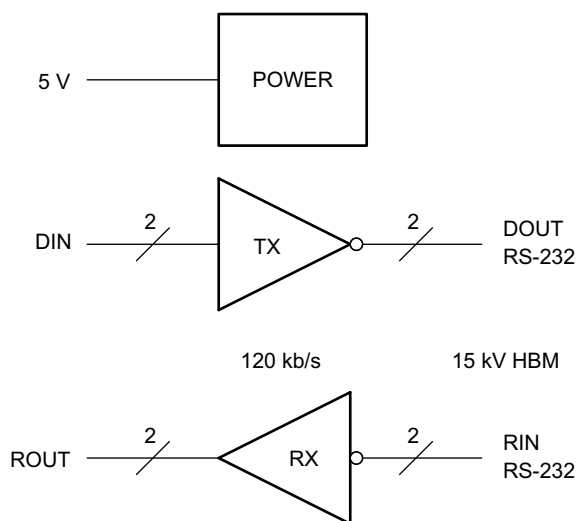 5 V
POWER
2
2
DIN
TX
DOUT
RS-232
120 kb/s
15 kV HBM
2
2
ROUT
RX
RIN
RS-232